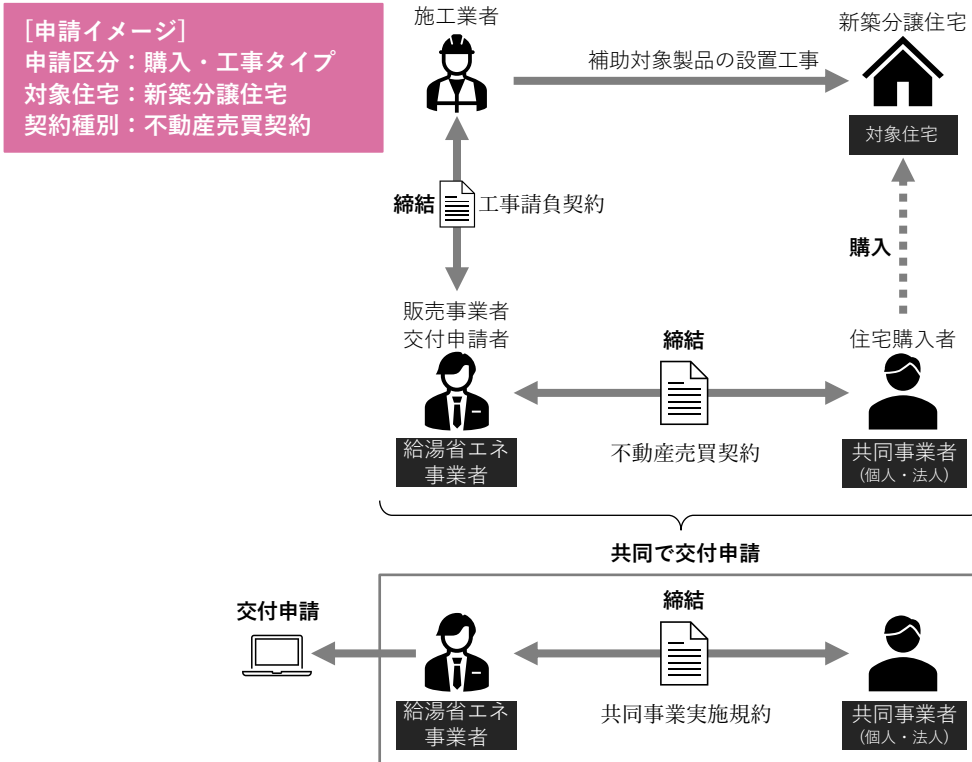 [申請イメージ]
申請区分：購入・工事タイプ
対象住宅：新築分譲住宅
契約種別：不動産売買契約
施工業者
新築分譲住宅
補助対象製品の設置工事
対象住宅
締結
工事請負契約
購入
販売事業者
交付申請者
締結
住宅購入者
給湯省エネ
事業者
不動産売買契約
共同事業者
（個人・法人）
共同で交付申請
交付申請
締結
給湯省エネ
事業者
共同事業実施規約
共同事業者
（個人・法人）